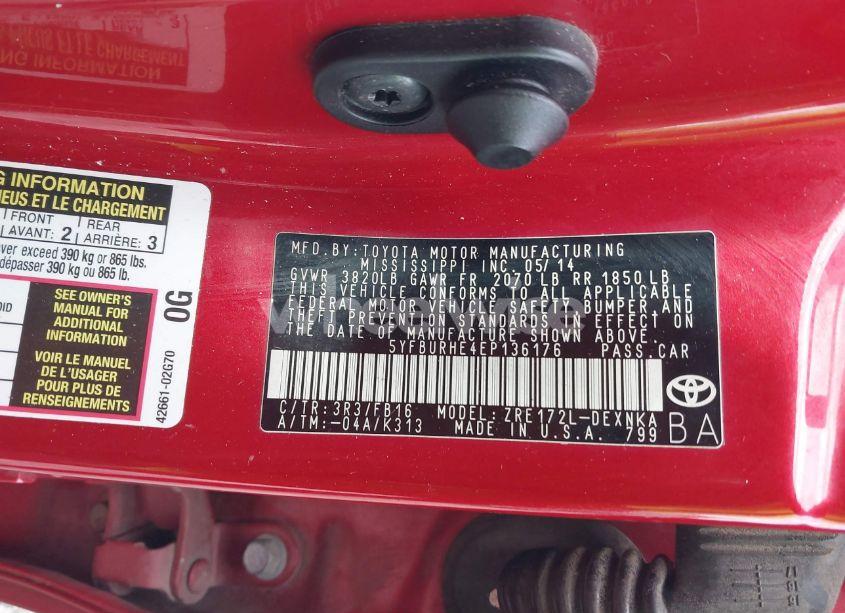 G INFORMATION
NEUS ET LE CHARGEMENT
FRONT
AVANT: 2
REAR
ARRIÈRE: 3
ver exceed 390 kg or 865 lbs.
dépasser 390 kg ou 865 lb.
OID
SEE OWNER'S
MANUAL FOR
ADDITIONAL
INFORMATION
VOIR LE MANUEL
DE L'USAGER
POUR PLUS DE
RENSEIGNEMENTS
0G
42661-02G70
MFD. BY: TOYOTA MOTOR MANUFACTURING
MISSISSIPPI INC. 05/14
GVWR 3820LB GAWR FR 2070 LB RR 1850 LB
THIS VEHICLE CONFORMS TO ALL APPLICABLE
FEDERAL MOTOR VEHICLE SAFETY, BUMPER AND
THEFT PREVENTION STANDARDS IN EFFECT ON
THE DATE OF MANUFACTURE SHOWN ABOVE.
5YFBURHE4EP136176 PASS.CAR
C/TR: 3R3/FB16 MODEL: ZRE172L-DEXNKA
A/TM: -04A/K313 MADE IN U.S.A. 799
BA